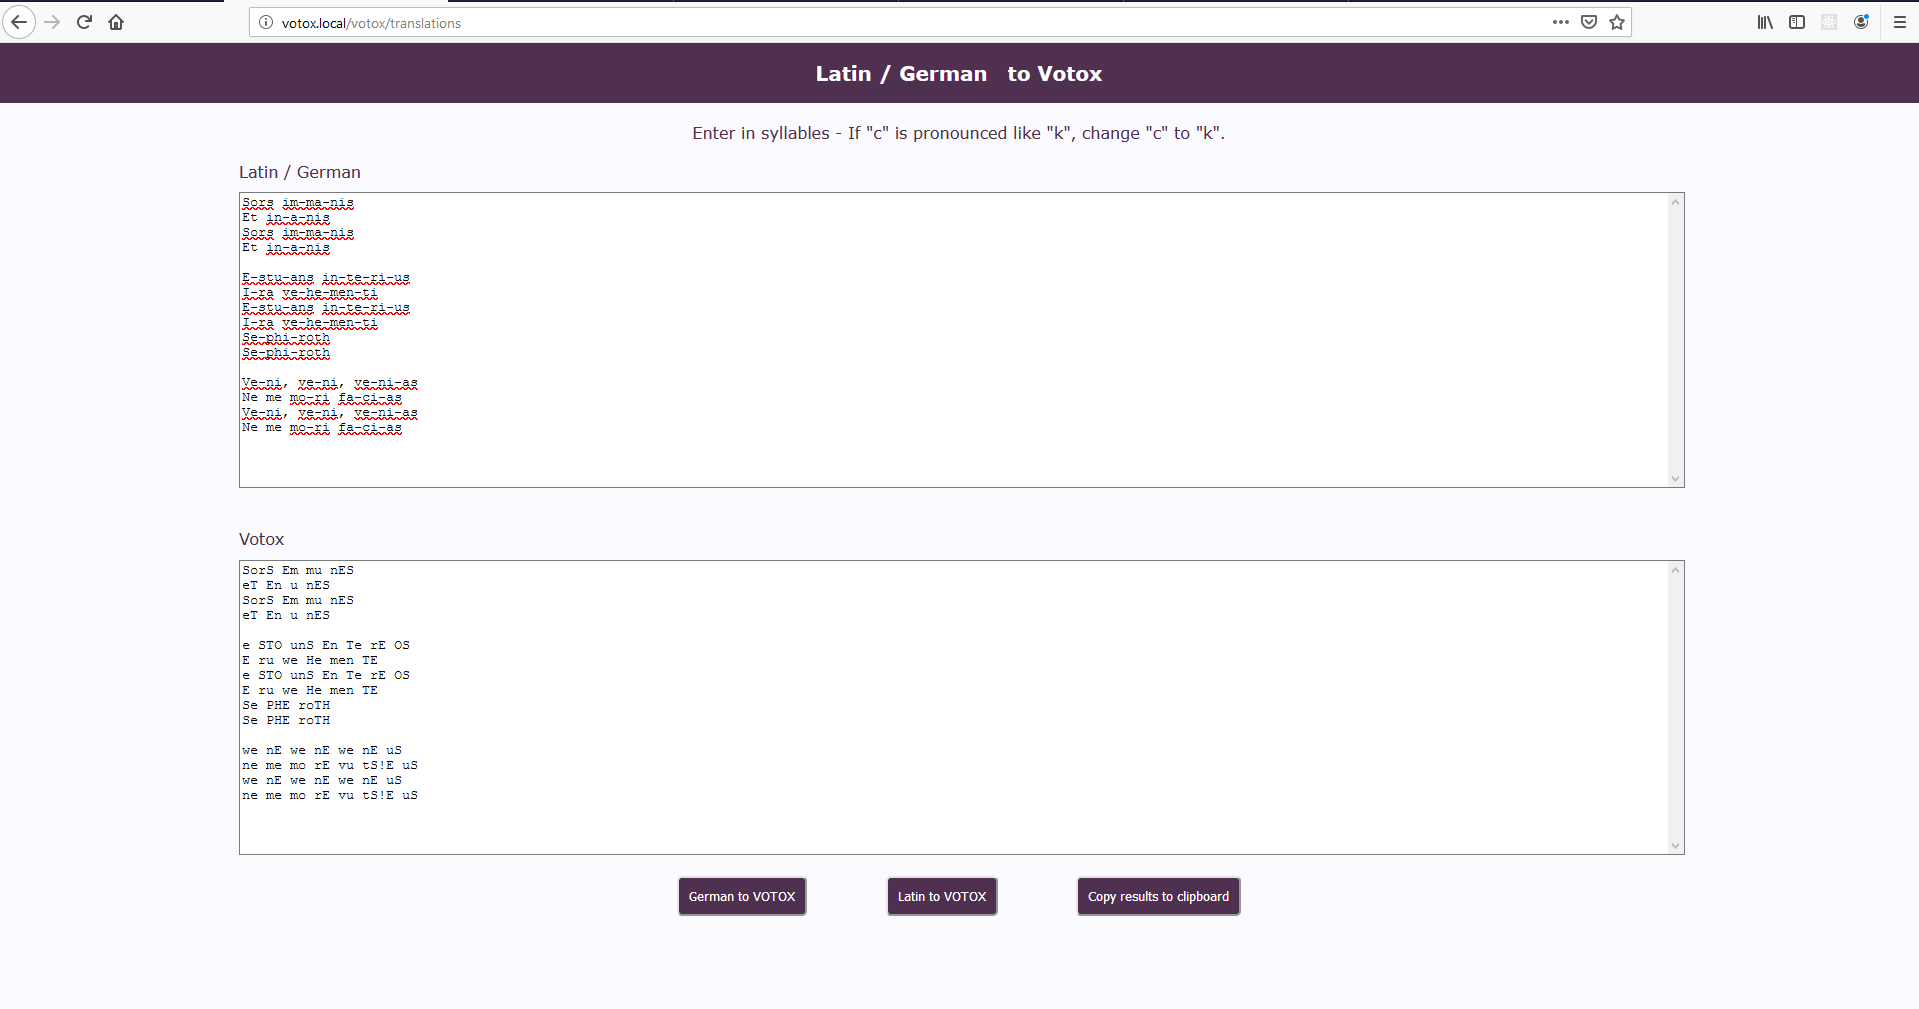 votox.local/votox/translations
Latin / German to Votox
Enter in syllables - If "c" is pronounced like "k", change "c" to "k".
Latin / German
Sors im-ma-nis
Et in-a-nis
Sors im-ma-nis
Et in-a-nis
E-stu-ans in-te-ri-us
I-ra ve-he-men-ti
E-stu-ans in-te-ri-us
I-ra ve-he-men-ti
Se-phi-roth
Se-phi-roth
Ve-ni, ve-ni, ve-ni-as
Ne me mo-ri fa-ci-as
Ve-ni, ve-ni, ve-ni-as
Ne me mo-ri fa-ci-as
Votox
SorS Em mu nES
eT En u nES
SorS Em mu nES
eT En u nES
e STO unS En Te rE OS
E ru we He men TE
e STO unS En Te rE OS
E ru we He men TE
Se PHE roTH
Se PHE roTH
we nE we nE we nE uS
ne me mo rE vu tS!E uS
we nE we nE we nE uS
ne me mo rE vu tS!E uS
German to VOTOX
Latin to VOTOX
Copy results to clipboard